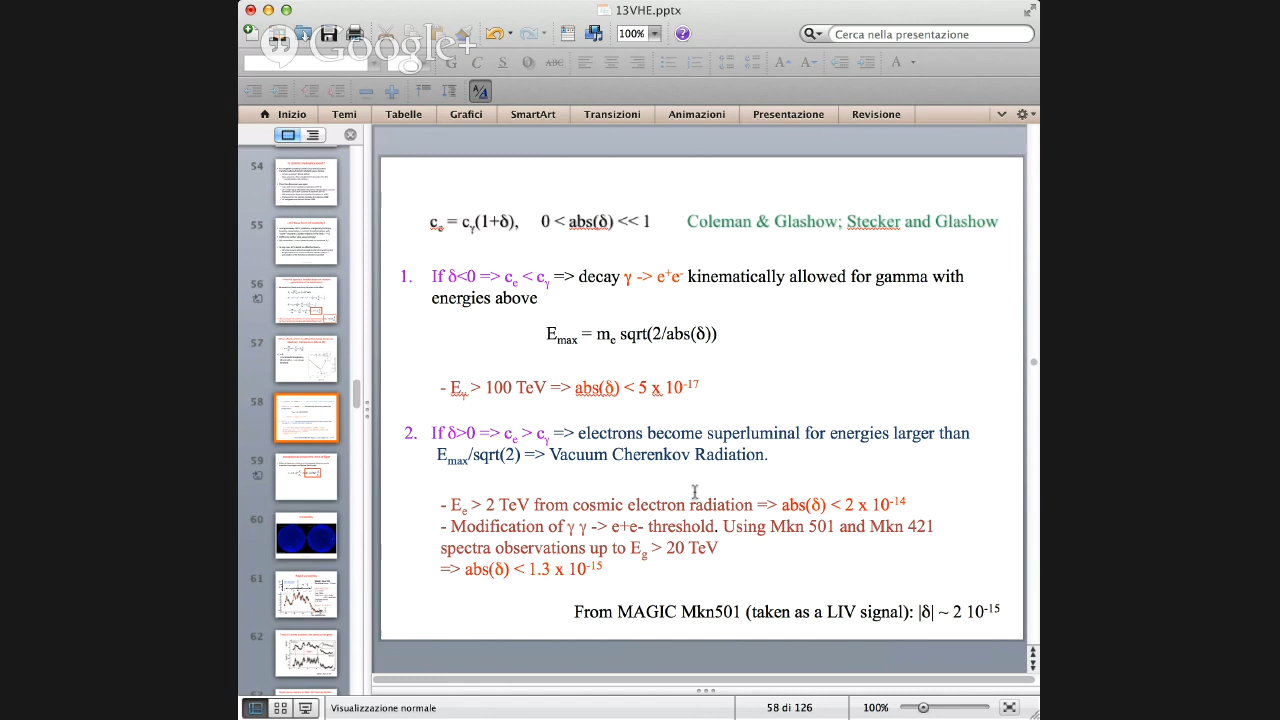 13VHE.pptx
Google+
100%
Cerca nella presentazione
Inizio Temi Tabelle Grafici SmartArt Transizioni Animazioni Presentazione Revisione
54
55
56
57
58
59
60
61
62
cₑ = cᵧ(1+δ), 0 < abs(δ) << 1 Coleman & Glashow; Stecker and Glashow
1. If δ<0 => cₑ < cᵧ => decay γ -> e⁺e⁻ kinematically allowed for gamma with
energies above
Eₘₐₓ = mₑ sqrt(2/abs(δ))
- Eᵧ > 100 TeV => abs(δ) < 5 x 10⁻¹⁷
2. If δ>0 => cₑ > cᵧ => electrons become superluminal for energies larger than
Eₘₐₓ/sqrt(2) => Vacuum Cherenkov Radiation.
- Eₑ > 2 TeV from cosmic electron radiation => abs(δ) < 2 x 10⁻¹⁴
- Modification of γ γ -> e+e- threshold. Using Mkn 501 and Mkn 421
spectra observations up to E_g > 20 TeV
=> abs(δ) < 1.3 x 10⁻¹⁵
From MAGIC Mkn501 (taken as a LIV signal): |δ| ~ 2 10⁻¹⁵
Visualizzazione normale 58 di 126 100%